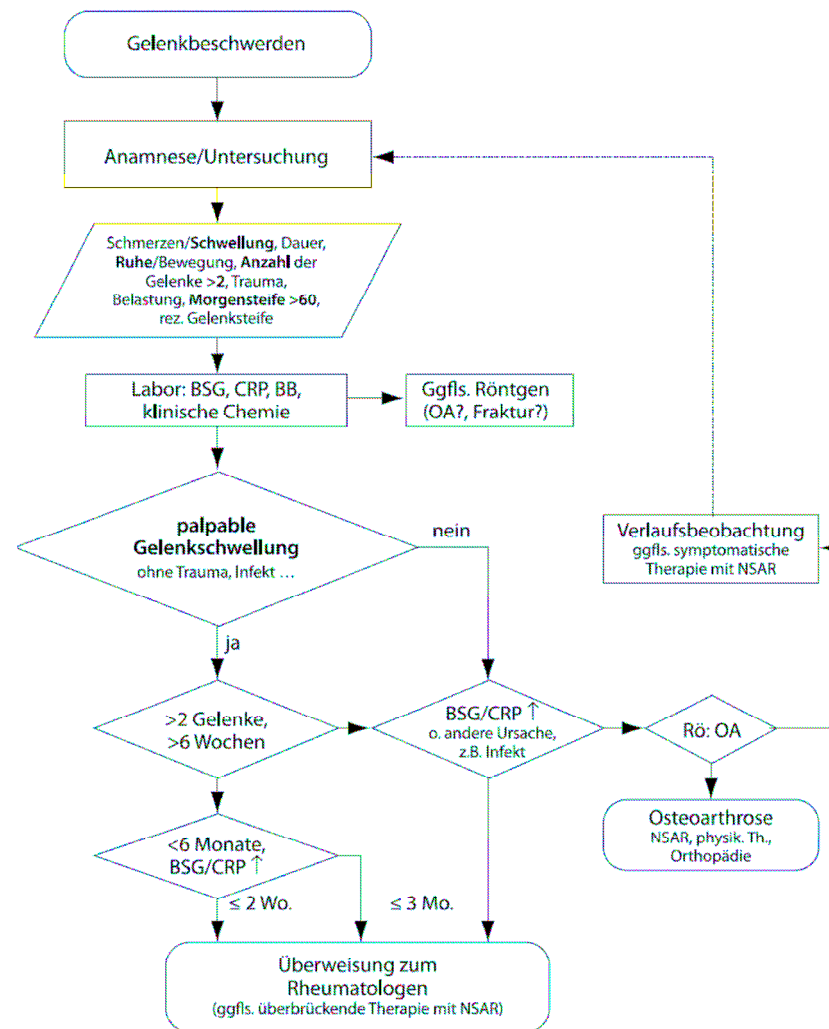 Gelenkbeschwerden
Anamnese/Untersuchung
Schmerzen/Schwellung, Dauer,
Ruhe/Bewegung, Anzahl der
Gelenke >2, Trauma,
Belastung, Morgensteife >60,
rez. Gelenksteife
Labor: BSG, CRP, BB,
klinische Chemie
Ggfls. Röntgen
(OA?, Fraktur?)
palpable
Gelenkschwellung
ohne Trauma, Infekt ...
nein
ja
Verlaufsbeobachtung
ggfls. symptomatische
Therapie mit NSAR
>2 Gelenke,
>6 Wochen
BSG/CRP ↑
o. andere Ursache,
z.B. Infekt
Rö: OA
Osteoarthrose
NSAR, physik. Th.,
Orthopädie
<6 Monate,
BSG/CRP ↑
≤ 2 Wo.
≤ 3 Mo.
Überweisung zum
Rheumatologen
(ggfls. überbrückende Therapie mit NSAR)